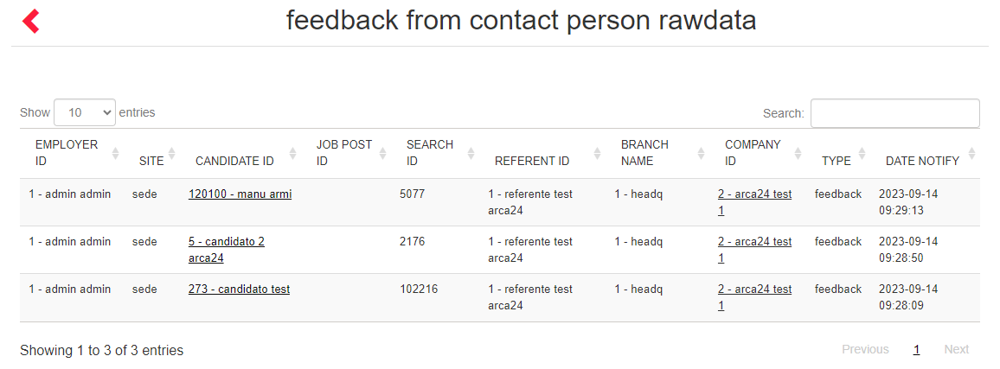 feedback from contact person rawdata
Show 10 entries
Search:
EMPLOYER ID SITE CANDIDATE ID JOB POST ID SEARCH ID REFERENT ID BRANCH NAME COMPANY ID TYPE DATE NOTIFY
1 - admin admin sede 120100 - manu armi 5077 1 - referente test arca24 1 - headq 2 - arca24 test 1 feedback 2023-09-14 09:29:13
1 - admin admin sede 5 - candidato 2 arca24 2176 1 - referente test arca24 1 - headq 2 - arca24 test 1 feedback 2023-09-14 09:28:50
1 - admin admin sede 273 - candidato test 102216 1 - referente test arca24 1 - headq 2 - arca24 test 1 feedback 2023-09-14 09:28:09
Showing 1 to 3 of 3 entries
Previous 1 Next